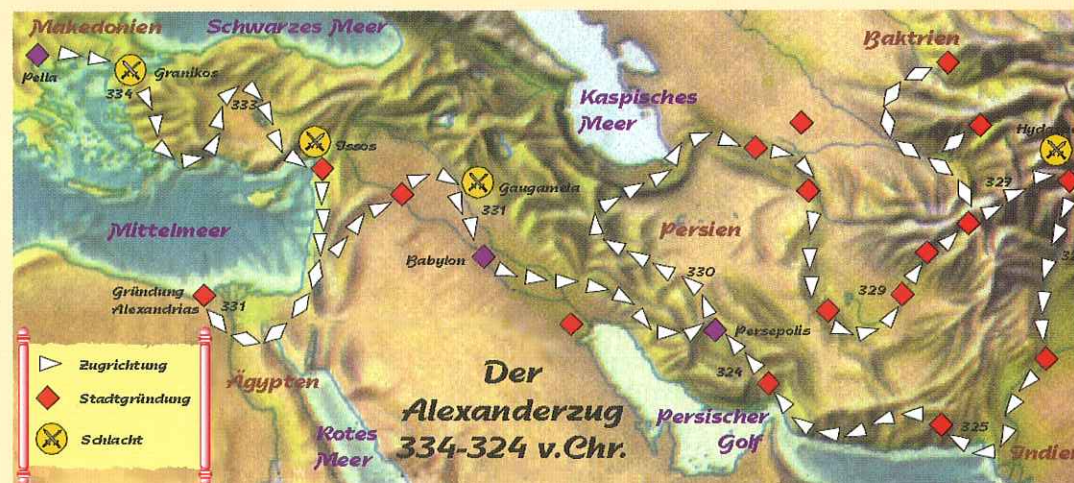 Makedonien
Schwarzes Meer
Baktrien
Pella
Granikos
334
333
Kaspisches
Meer
Issos
Gaugamela
331
327
Mittelmeer
Persien
Babylon
Gründung
Alexandrias
331
330
329
Persepolis
Zugrichtung
Stadtgründung
Schlacht
Ägypten
Rotes
Meer
Der
Alexanderzug
334-324 v.Chr.
324
Persischer
Golf
325
Indien